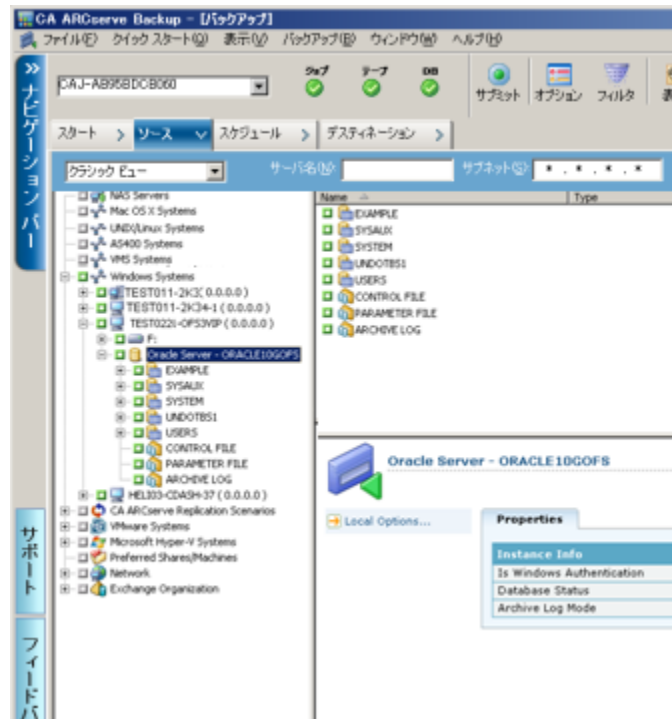 CA ARCserve Backup - [バックアップ]
ファイル(F) クイック スタート(Q) 表示(V) バックアップ(B) ウィンドウ(W) ヘルプ(H)
CAJ-AB95BDCB060
ジョブ テープ DB
サブミット オプション フィルタ
ナビゲーション バー
スタート ソース スケジュール デスティネーション
クラシック ビュー サーバ名(N): サブネット(S): * . * . * . *
NAS Servers
Mac OS X Systems
UNIX/Linux Systems
AS400 Systems
VMS Systems
Windows Systems
TEST011-2K3(0.0.0.0)
TEST011-2K34-1 (0.0.0.0)
(0.0.0.0)
F:
Oracle Server - ORACLE10GOFS
EXAMPLE
SYSAUX
SYSTEM
UNDOTBS1
USERS
CONTROL FILE
PARAMETER FILE
ARCHIVE LOG
(0.0.0.0)
CA ARCserve Replication Scenarios
VMware Systems
Microsoft Hyper-V Systems
Preferred Shares/Machines
Network
Exchange Organization
Name Type
EXAMPLE
SYSAUX
SYSTEM
UNDOTBS1
USERS
CONTROL FILE
PARAMETER FILE
ARCHIVE LOG
Oracle Server - ORACLE10GOFS
Local Options...
Properties
Instance Info
Is Windows Authentication
Database Status
Archive Log Mode
サポート
フィードバ